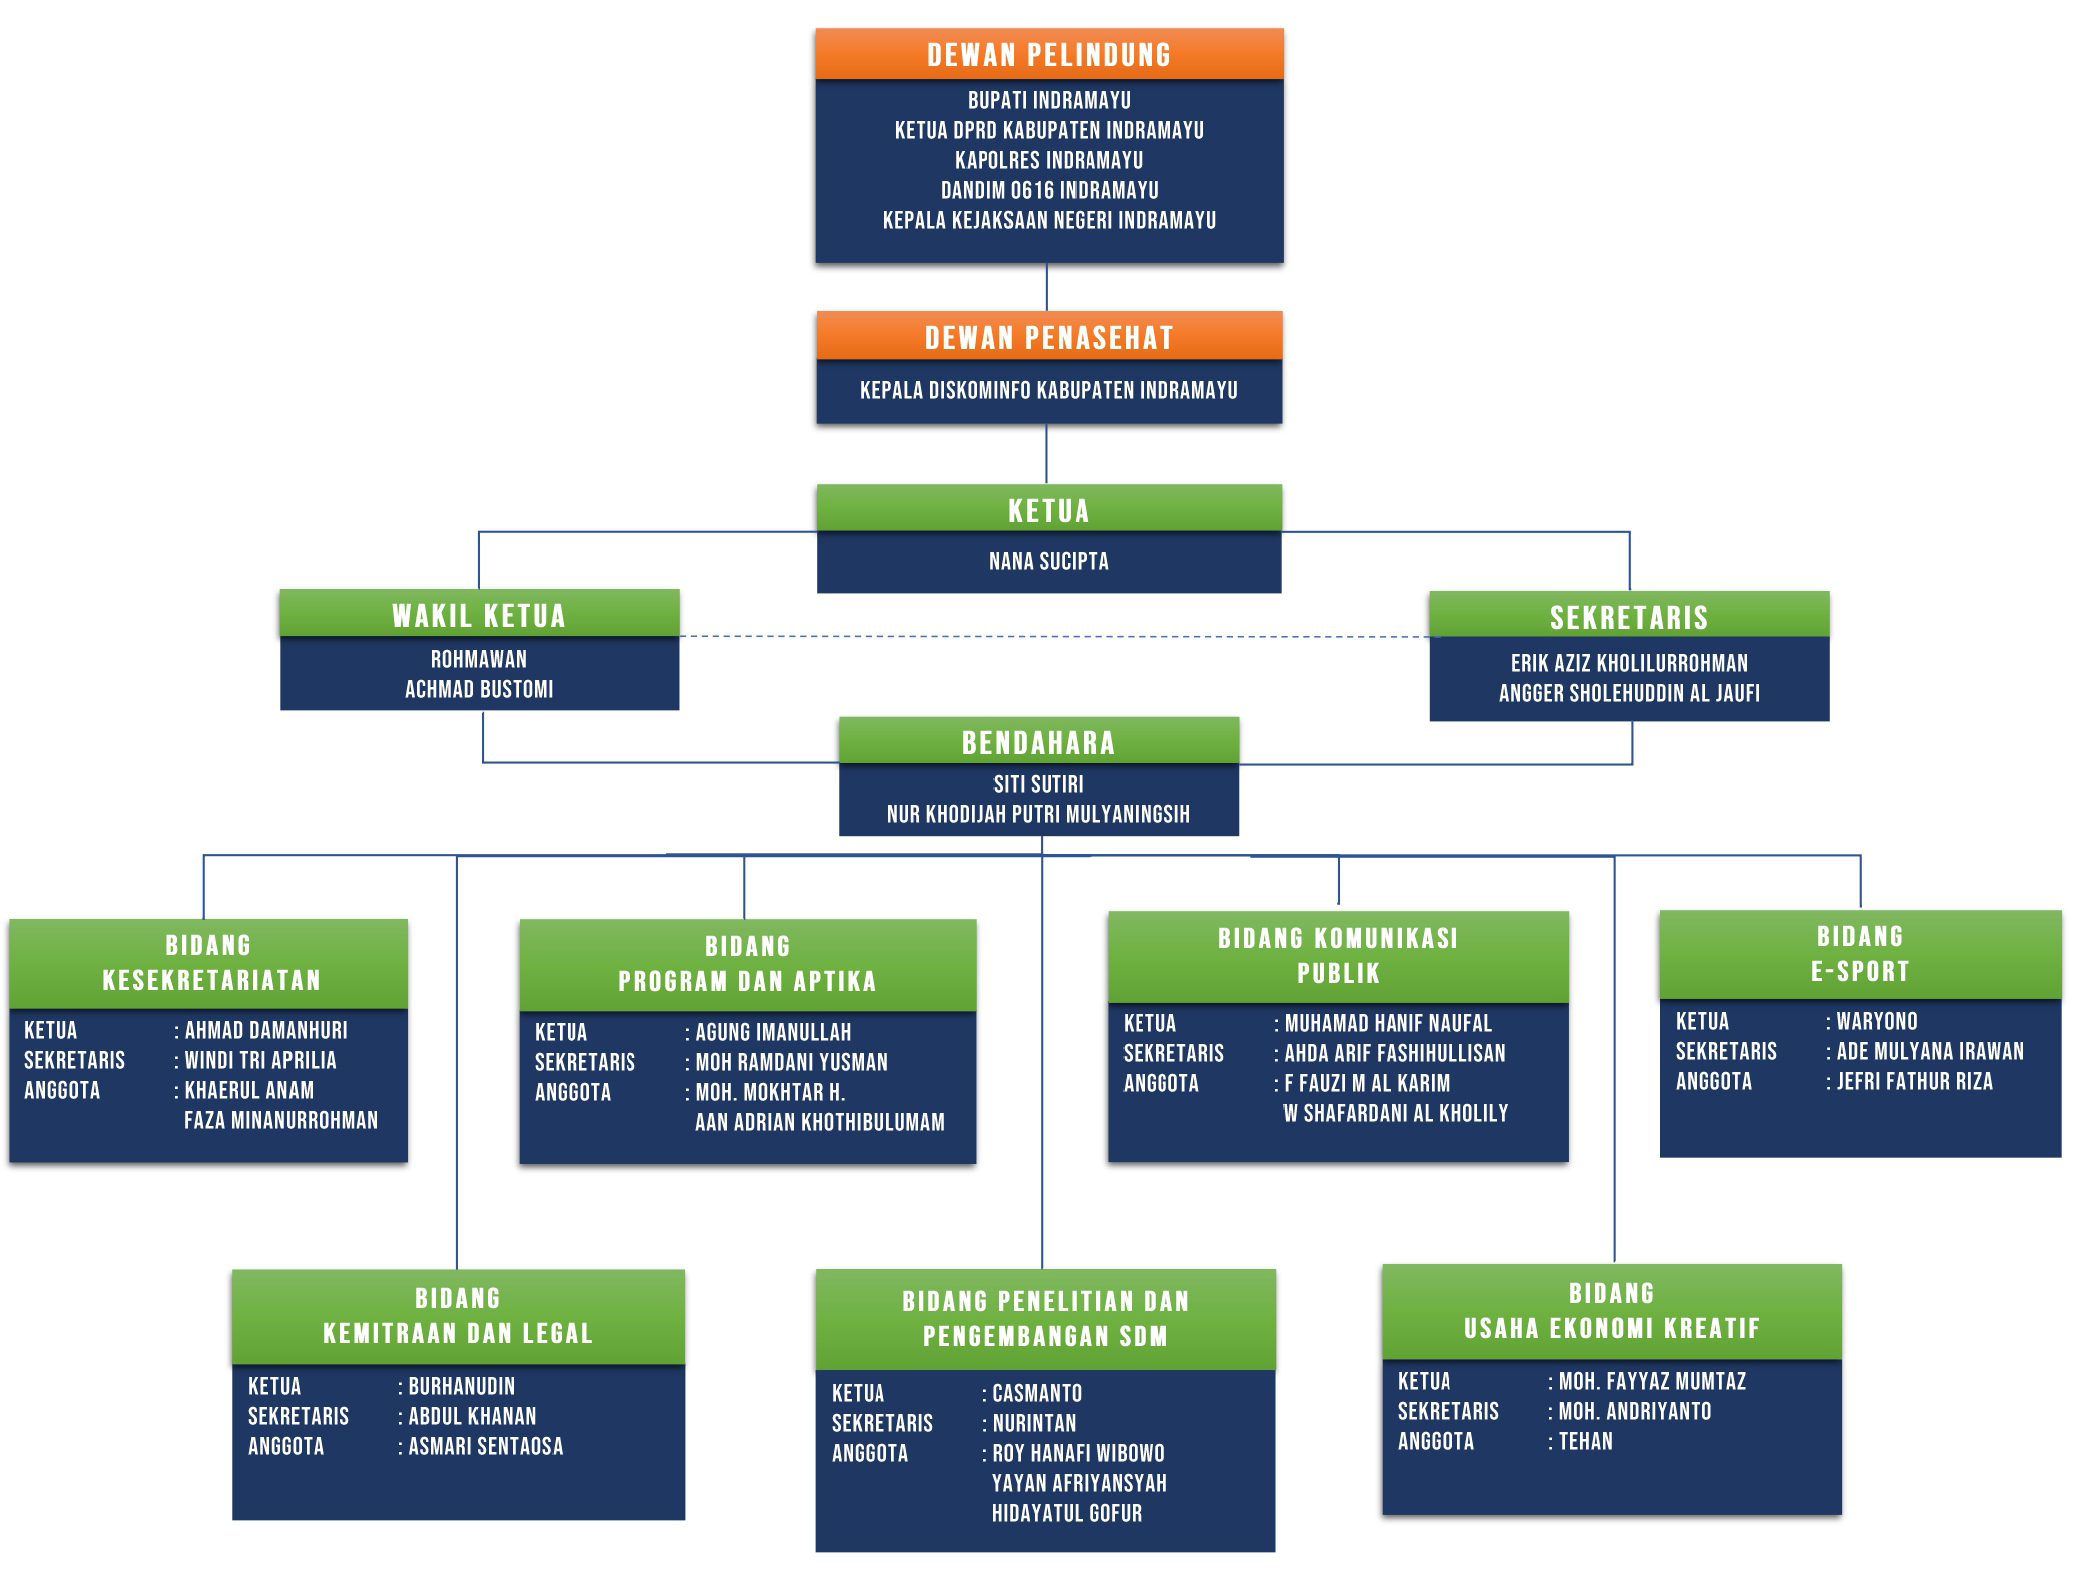 DEWAN PELINDUNG
BUPATI INDRAMAYU
KETUA DPRD KABUPATEN INDRAMAYU
KAPOLRES INDRAMAYU
DANDIM 0616 INDRAMAYU
KEPALA KEJAKSAAN NEGERI INDRAMAYU
DEWAN PENASEHAT
KEPALA DISKOMINFO KABUPATEN INDRAMAYU
KETUA
NANA SUCIPTA
WAKIL KETUA
ROHMAWAN
ACHMAD BUSTOMI
SEKRETARIS
ERIK AZIZ KHOLILURROHMAN
ANGGER SHOLEHUDDIN AL JAUFI
BENDAHARA
SITI SUTIRI
NUR KHODIJAH PUTRI MULYANINGSIH
BIDANG
KESEKRETARIATAN
KETUA : AHMAD DAMANHURI
SEKRETARIS : WINDI TRI APRILIA
ANGGOTA : KHAERUL ANAM
FAZA MINANURROHMAN
BIDANG
PROGRAM DAN APTIKA
KETUA : AGUNG IMANULLAH
SEKRETARIS : MOH RAMDANI YUSMAN
ANGGOTA : MOH. MOKHTAR H.
AAN ADRIAN KHOTHIBULUMAM
BIDANG KOMUNIKASI
PUBLIK
KETUA : MUHAMAD HANIF NAUFAL
SEKRETARIS : AHDA ARIF FASHIHULLISAN
ANGGOTA : F FAUZI M AL KARIM
W SHAFARDANI AL KHOLILY
BIDANG
E-SPORT
KETUA : WARYONO
SEKRETARIS : ADE MULYANA IRAWAN
ANGGOTA : JEFRI FATHUR RIZA
BIDANG
KEMITRAAN DAN LEGAL
KETUA : BURHANUDIN
SEKRETARIS : ABDUL KHANAN
ANGGOTA : ASMARI SENTAOSA
BIDANG PENELITIAN DAN
PENGEMBANGAN SDM
KETUA : CASMANTO
SEKRETARIS : NURINTAN
ANGGOTA : ROY HANAFI WIBOWO
YAYAN AFRIYANSYAH
HIDAYATUL GOFUR
BIDANG
USAHA EKONOMI KREATIF
KETUA : MOH. FAYYAZ MUMTAZ
SEKRETARIS : MOH. ANDRIYANTO
ANGGOTA : TEHAN